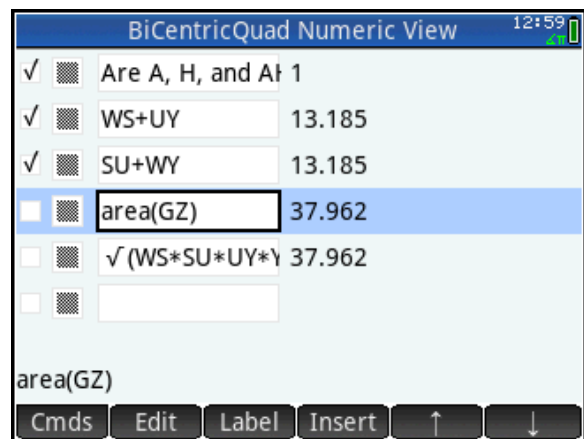 BiCentricQuad Numeric View 12:59
∡π
√ Are A, H, and AH 1
√ WS+UY 13.185
√ SU+WY 13.185
area(GZ) 37.962
√(WS*SU*UY*Y 37.962
area(GZ)
Cmds Edit Label Insert ↑ ↓